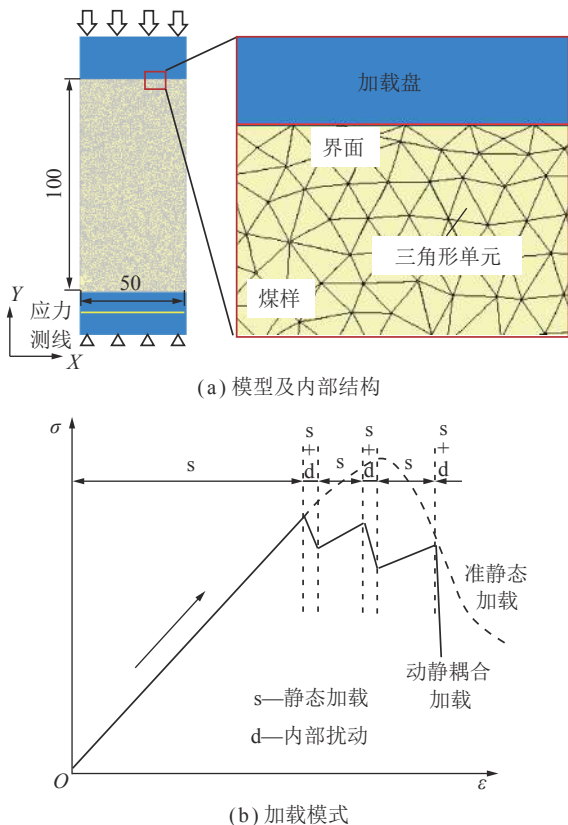 加载盘
界面
三角形单元
煤样
100
50
Y
应力
测线
X
(a) 模型及内部结构
σ
s
s+d
s
s+d
s
s+d
准静态
加载
动静耦合
加载
s—静态加载
d—内部扰动
O
ε
(b) 加载模式